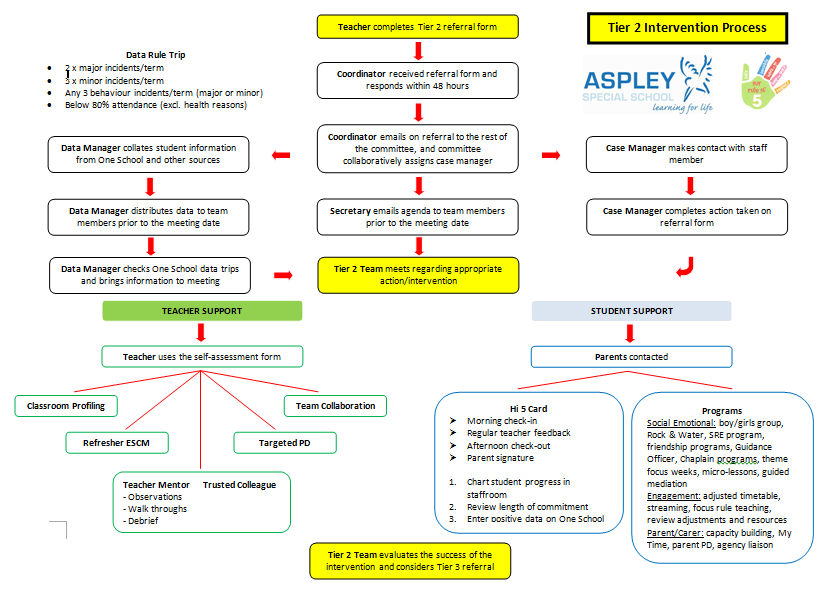 Teacher completes Tier 2 referral form
Tier 2 Intervention Process
Data Rule Trip
• 2 x major incidents/term
• 3 x minor incidents/term
• Any 3 behaviour incidents/term (major or minor)
• Below 80% attendance (excl. health reasons)
Coordinator received referral form and
responds within 48 hours
ASPLEY
SPECIAL SCHOOL
learning for life
5
Data Manager collates student information
from One School and other sources
Coordinator emails on referral to the rest of
the committee, and committee
collaboratively assigns case manager
Case Manager makes contact with staff
member
Data Manager distributes data to team
members prior to the meeting date
Secretary emails agenda to team members
prior to the meeting date
Case Manager completes action taken on
referral form
Data Manager checks One School data trips
and brings information to meeting
Tier 2 Team meets regarding appropriate
action/intervention
TEACHER SUPPORT
STUDENT SUPPORT
Teacher uses the self-assessment form
Parents contacted
Classroom Profiling
Team Collaboration
Refresher ESCM
Targeted PD
Teacher Mentor Trusted Colleague
- Observations
- Walk throughs
- Debrief
Hi 5 Card
➢ Morning check-in
➢ Regular teacher feedback
➢ Afternoon check-out
➢ Parent signature
1. Chart student progress in
staffroom
2. Review length of commitment
3. Enter positive data on One School
Programs
Social Emotional: boy/girls group,
Rock & Water, SRE program,
friendship programs, Guidance
Officer, Chaplain programs, theme
focus weeks, micro-lessons, guided
mediation
Engagement: adjusted timetable,
streaming, focus rule teaching,
review adjustments and resources
Parent/Carer: capacity building, My
Time, parent PD, agency liaison
Tier 2 Team evaluates the success of the
intervention and considers Tier 3 referral